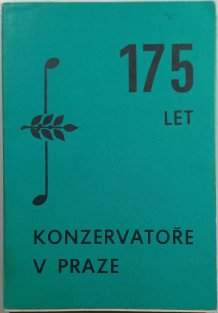 175
LET
KONZERVATOŘE
V PRAZE